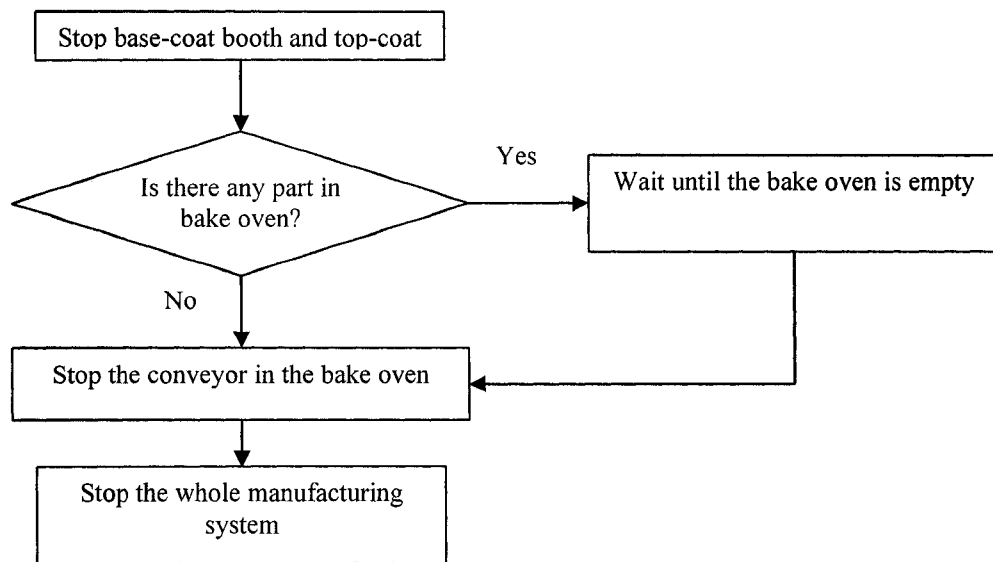 Stop base-coat booth and top-coat
Is there any part in
bake oven?
Yes
Wait until the bake oven is empty
No
Stop the conveyor in the bake oven
Stop the whole manufacturing
system